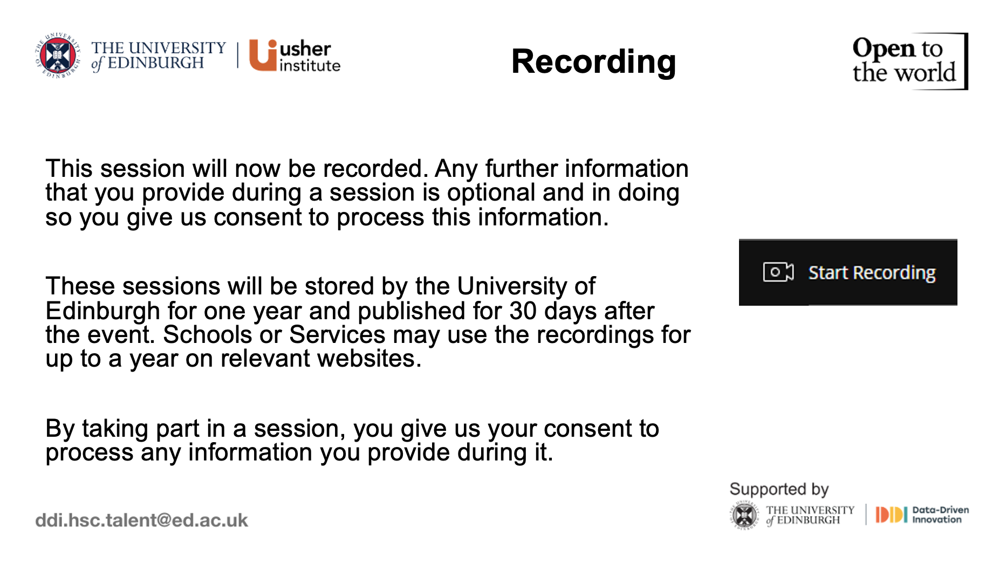 THE UNIVERSITY
of EDINBURGH
usher
institute
Recording
Open to
the world
This session will now be recorded. Any further information
that you provide during a session is optional and in doing
so you give us consent to process this information.
Start Recording
These sessions will be stored by the University of
Edinburgh for one year and published for 30 days after
the event. Schools or Services may use the recordings for
up to a year on relevant websites.
By taking part in a session, you give us your consent to
process any information you provide during it.
ddi.hsc.talent@ed.ac.uk
Supported by
THE UNIVERSITY
of EDINBURGH
DDI
Data-Driven
Innovation